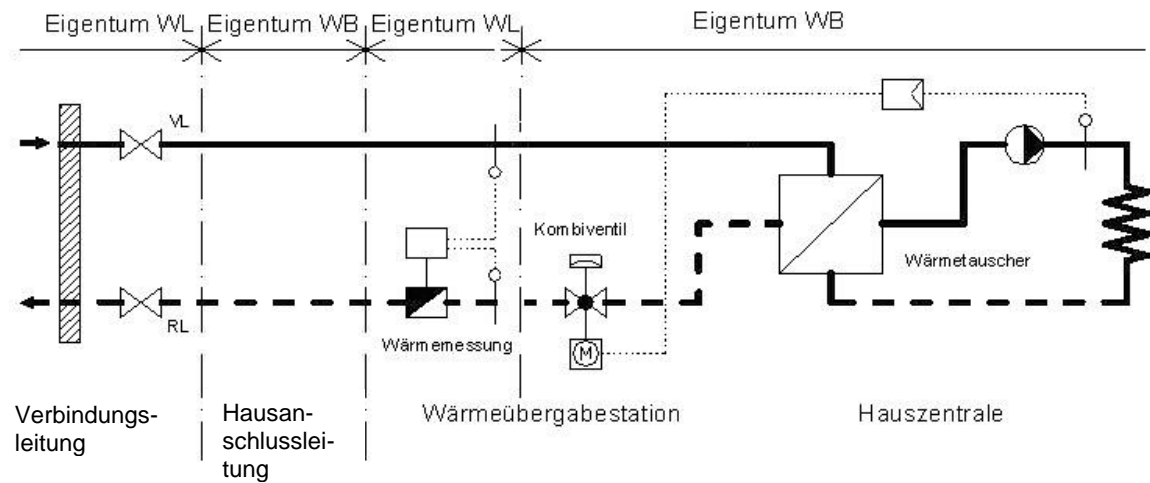 Eigentum WL
Eigentum WB
Eigentum WL
Eigentum WB
VL
Kombiventil
Wärmetauscher
RL
Wärmemessung
M
Verbindungs-
leitung
Hausan-
schlusslei-
tung
Wärmeübergabestation
Hauszentrale